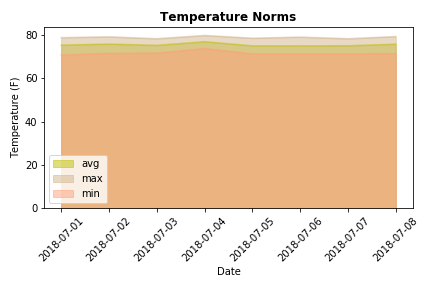 Temperature Norms
Temperature (F)
80
60
40
20
0
avg
max
min
2018-07-01
2018-07-02
2018-07-03
2018-07-04
2018-07-05
2018-07-06
2018-07-07
2018-07-08
Date